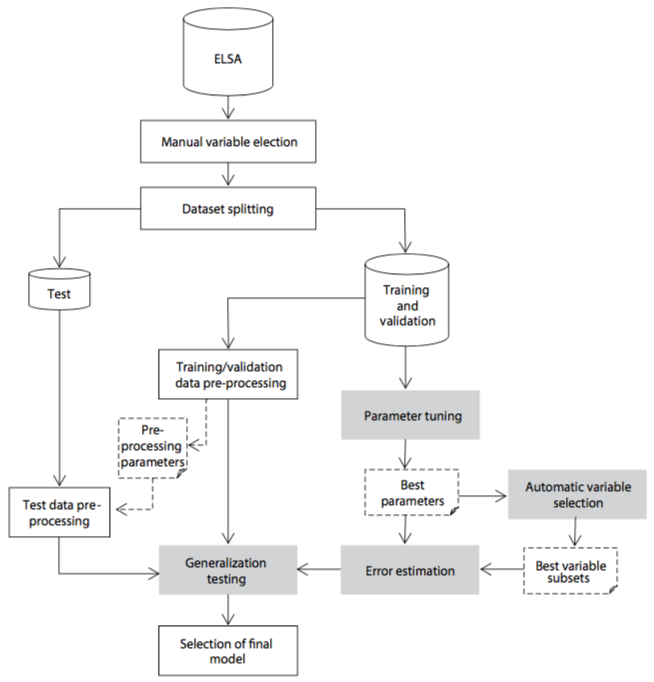 ELSA
Manual variable election
Dataset splitting
Test
Training
and
validation
Training/validation
data pre-processing
Parameter tuning
Pre-
processing
parameters
Best
parameters
Automatic variable
selection
Test data pre-
processing
Generalization
testing
Error estimation
Best variable
subsets
Selection of final
model